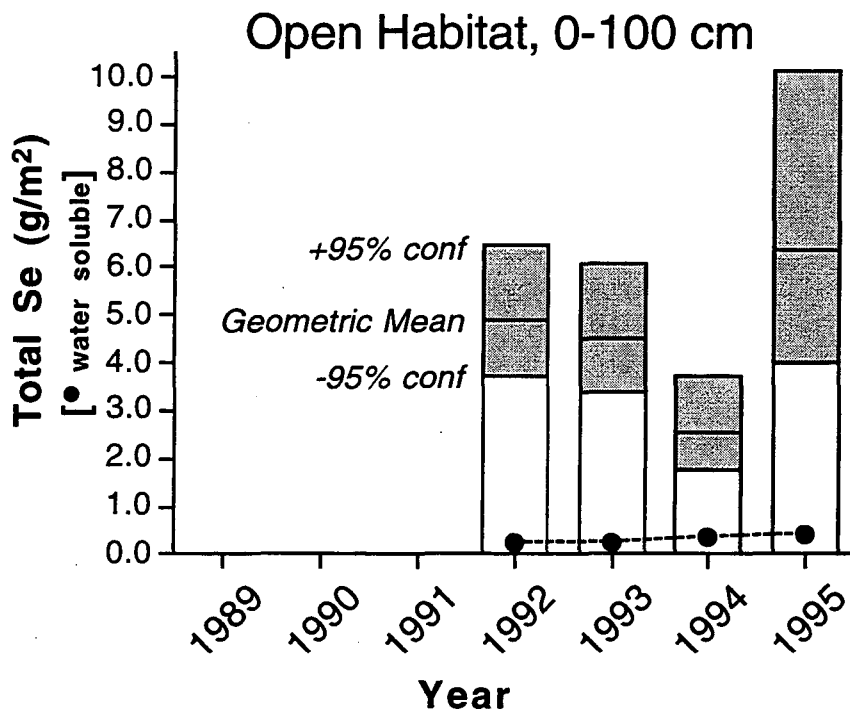 Open Habitat, 0-100 cm
Total Se (g/m²)
[● water soluble]
10.0
9.0
8.0
7.0
6.0
5.0
4.0
3.0
2.0
1.0
0.0
+95% conf
Geometric Mean
-95% conf
1989
1990
1991
1992
1993
1994
1995
Year